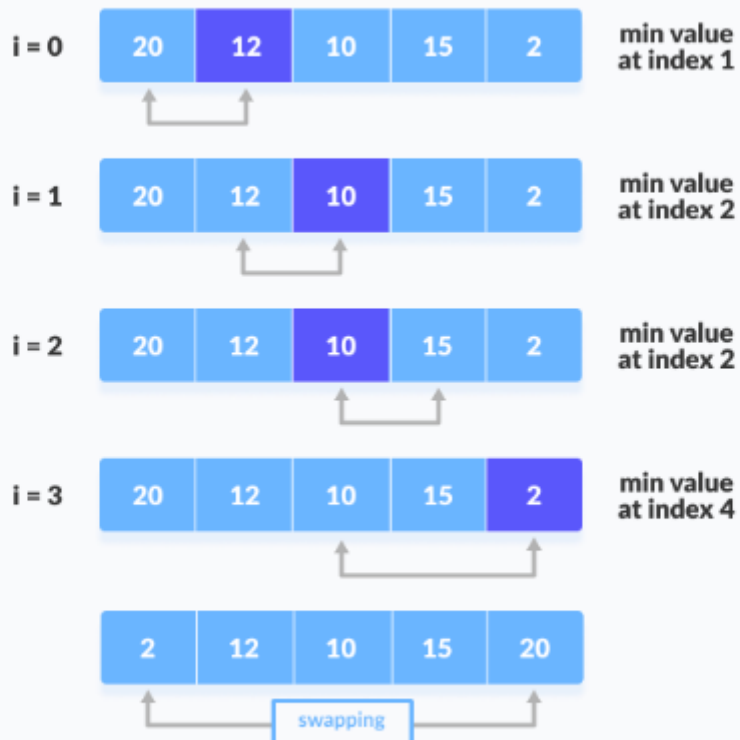 i = 0 20 12 10 15 2 min value
at index 1
i = 1 20 12 10 15 2 min value
at index 2
i = 2 20 12 10 15 2 min value
at index 2
i = 3 20 12 10 15 2 min value
at index 4
2 12 10 15 20
swapping